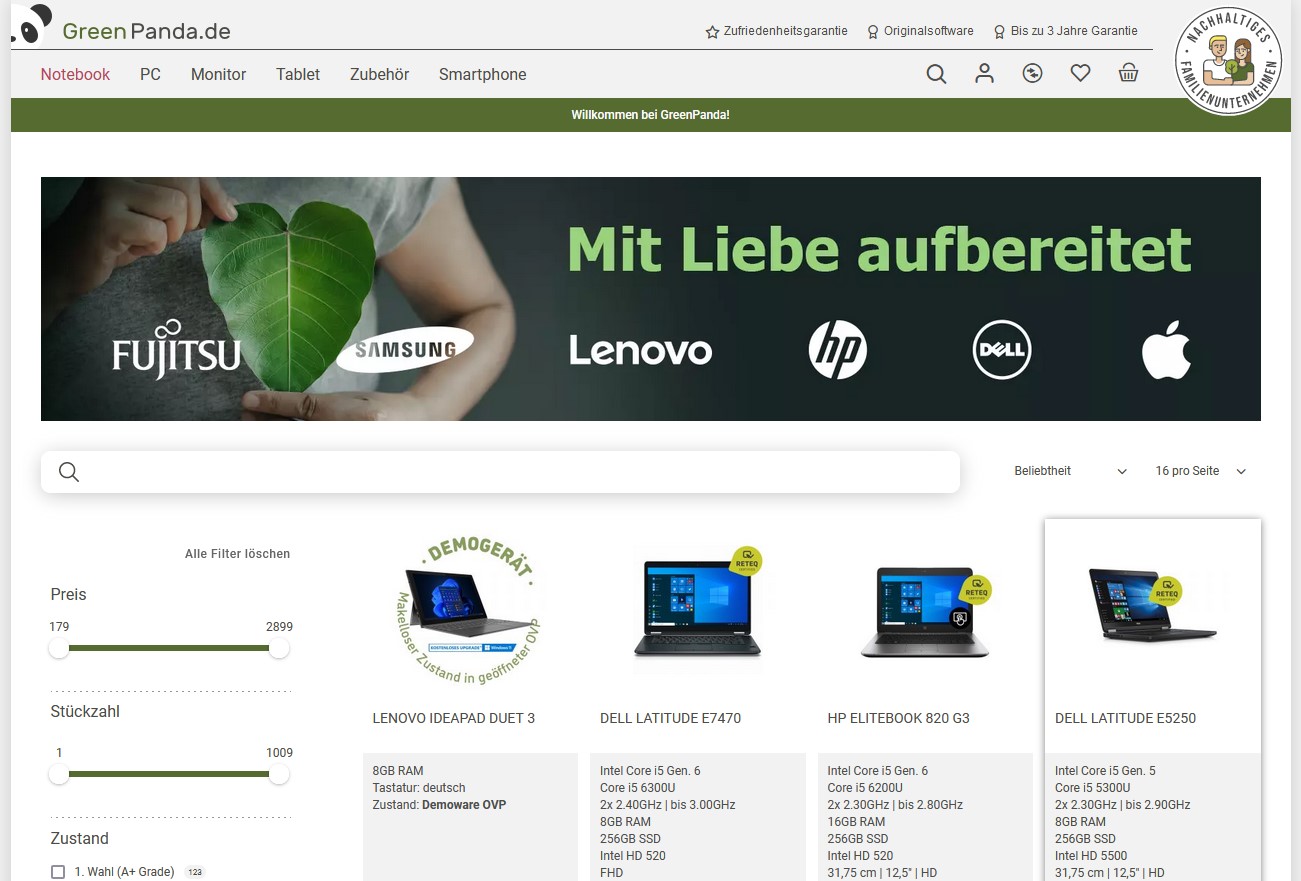 GreenPanda.de
Zufriedenheitsgarantie
Originalsoftware
Bis zu 3 Jahre Garantie
NACHHALTIGES
FAMILIENUNTERNEHMEN
Notebook
PC
Monitor
Tablet
Zubehör
Smartphone
Willkommen bei GreenPanda!
Mit Liebe aufbereitet
FUJITSU
SAMSUNG
Lenovo
hp
DELL
Beliebtheit
16 pro Seite
Alle Filter löschen
Preis
179
2899
Stückzahl
1
1009
Zustand
1. Wahl (A+ Grade) 123
DEMOGERÄT
Makelloser Zustand in geöffneter OVP
KOSTENLOSES UPGRADE
LENOVO IDEAPAD DUET 3
8GB RAM
Tastatur: deutsch
Zustand: Demoware OVP
RETEQ
DELL LATITUDE E7470
Intel Core i5 Gen. 6
Core i5 6300U
2x 2.40GHz | bis 3.00GHz
8GB RAM
256GB SSD
Intel HD 520
FHD
RETEQ
HP ELITEBOOK 820 G3
Intel Core i5 Gen. 6
Core i5 6200U
2x 2.30GHz | bis 2.80GHz
16GB RAM
256GB SSD
Intel HD 520
31,75 cm | 12,5" | HD
RETEQ
DELL LATITUDE E5250
Intel Core i5 Gen. 5
Core i5 5300U
2x 2.30GHz | bis 2.90GHz
8GB RAM
256GB SSD
Intel HD 5500
31,75 cm | 12,5" | HD